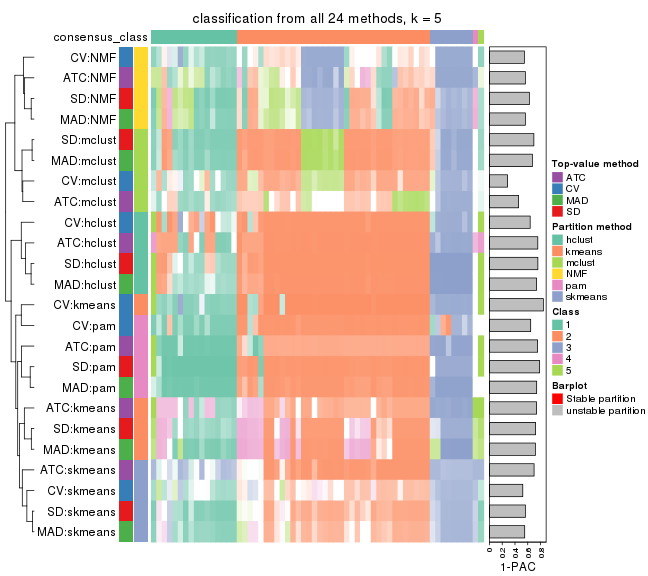 classification from all 24 methods, k = 5
consensus_class
CV:NMF
ATC:NMF
SD:NMF
MAD:NMF
SD:mclust
MAD:mclust
CV:mclust
ATC:mclust
CV:hclust
ATC:hclust
SD:hclust
MAD:hclust
CV:kmeans
CV:pam
ATC:pam
SD:pam
MAD:pam
ATC:kmeans
SD:kmeans
MAD:kmeans
ATC:skmeans
CV:skmeans
SD:skmeans
MAD:skmeans
0 0.2 0.4 0.6 0.8
1-PAC
Top-value method
ATC
CV
MAD
SD
Partition method
hclust
kmeans
mclust
NMF
pam
skmeans
Class
1
2
3
4
5
Barplot
Stable partition
unstable partition